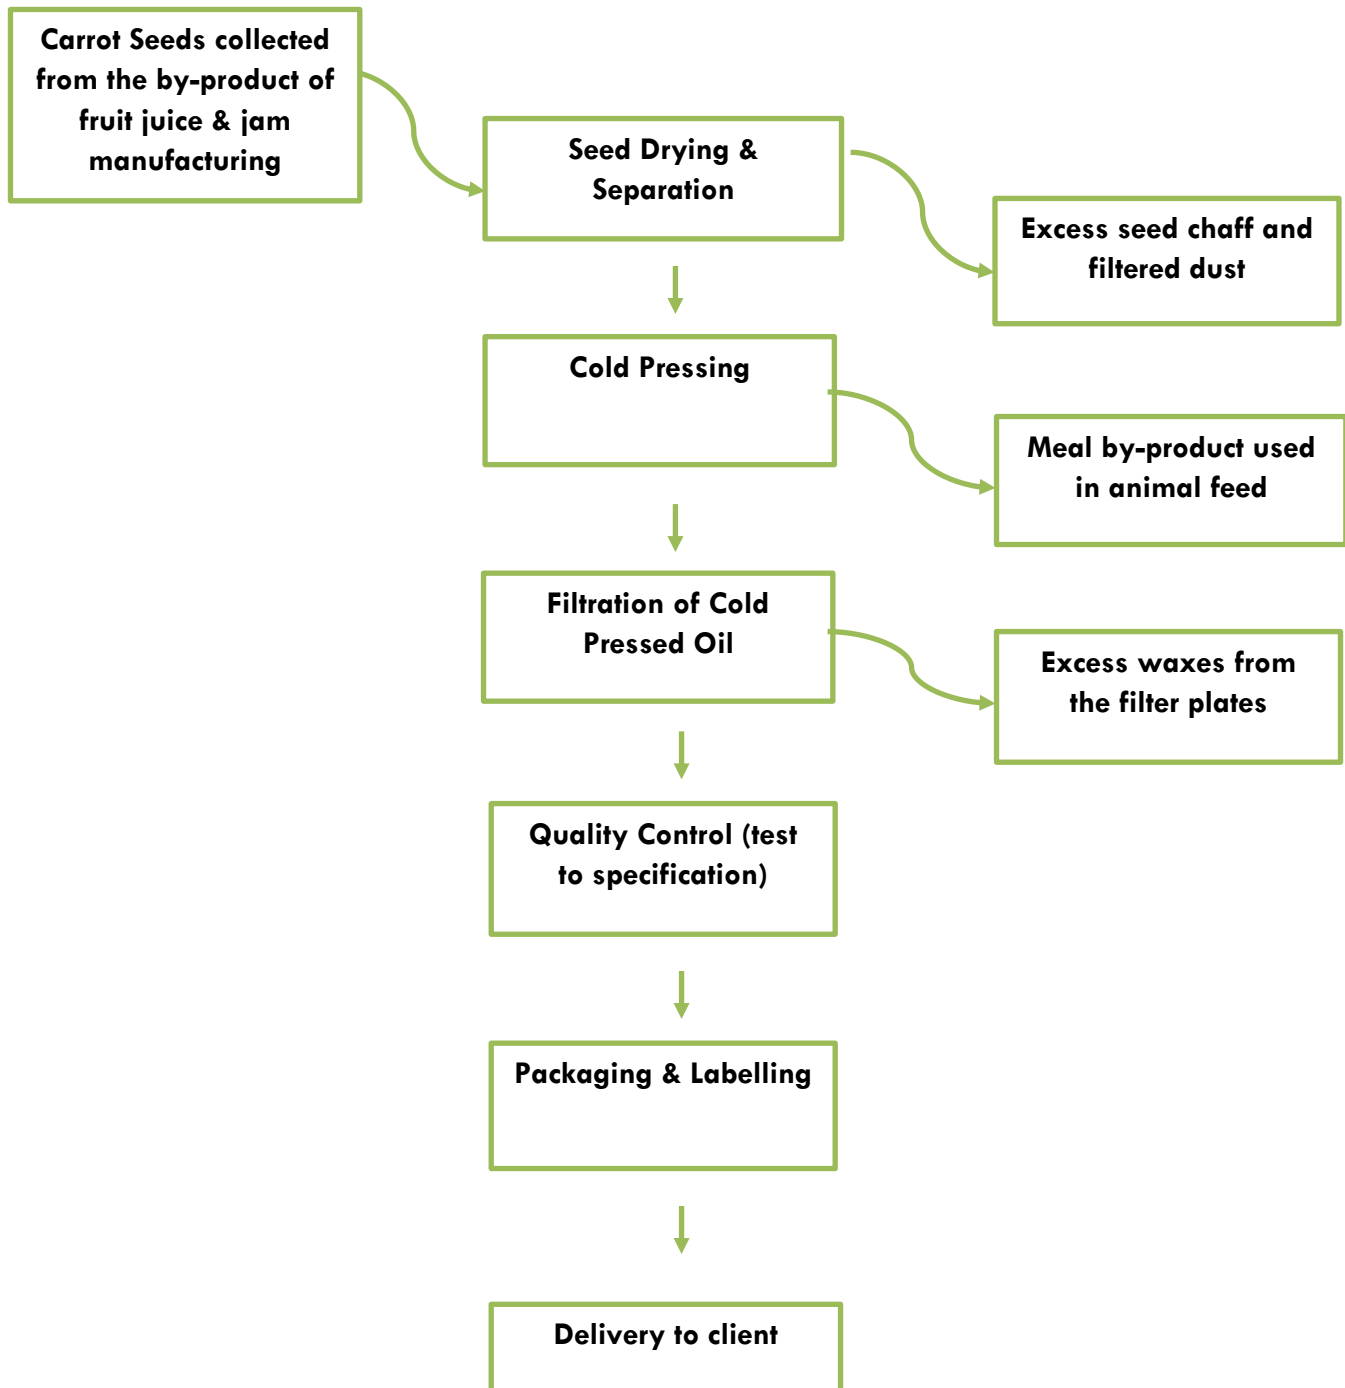 Carrot Seeds collected
from the by-product of
fruit juice & jam
manufacturing
Seed Drying &
Separation
Excess seed chaff and
filtered dust
Cold Pressing
Meal by-product used
in animal feed
Filtration of Cold
Pressed Oil
Excess waxes from
the filter plates
Quality Control (test
to specification)
Packaging & Labelling
Delivery to client